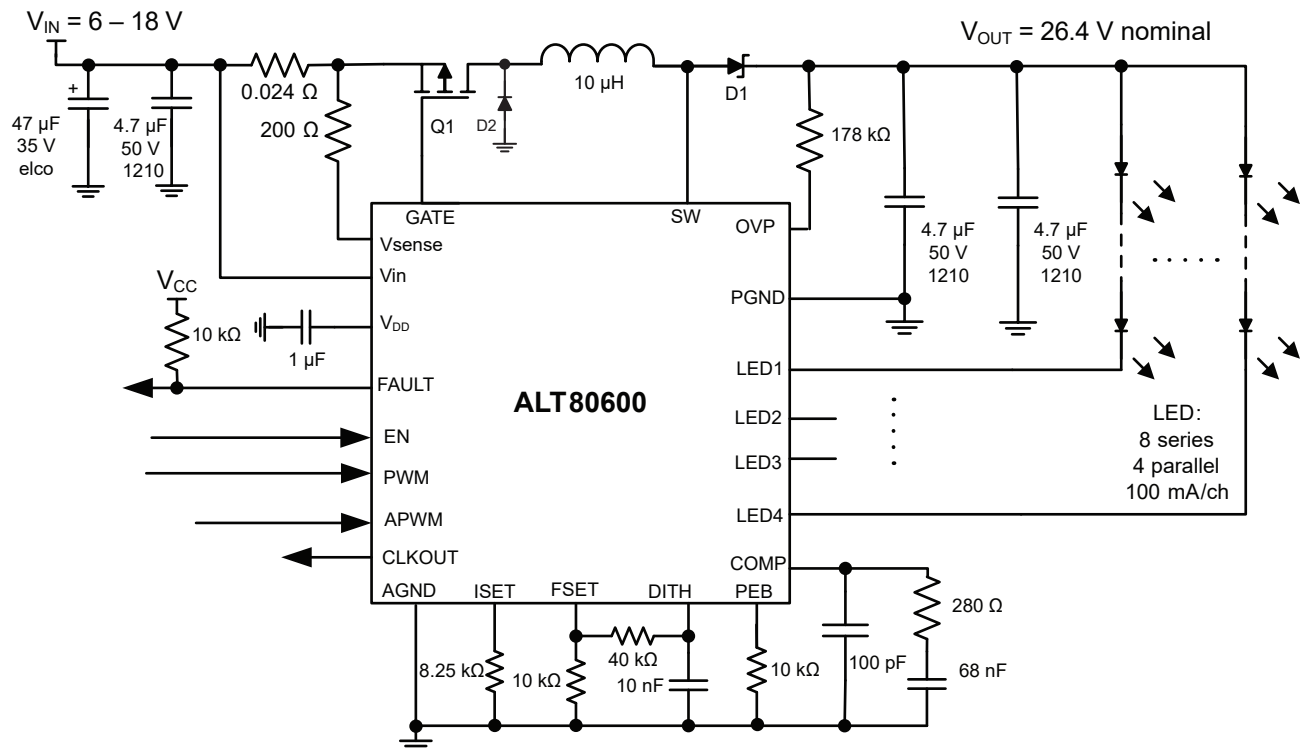 V_IN = 6 – 18 V
V_OUT = 26.4 V nominal
0.024 Ω
10 µH
D1
+
47 µF
35 V
elco
4.7 µF
50 V
1210
200 Ω
Q1
D2
178 kΩ
GATE
SW
OVP
Vsense
Vin
4.7 µF
50 V
1210
4.7 µF
50 V
1210
V_CC
10 kΩ
V_DD
1 µF
PGND
FAULT
LED1
ALT80600
EN
LED2
PWM
LED3
LED:
8 series
4 parallel
100 mA/ch
APWM
LED4
CLKOUT
COMP
AGND
ISET
FSET
DITH
PEB
280 Ω
8.25 kΩ
10 kΩ
40 kΩ
10 nF
10 kΩ
100 pF
68 nF